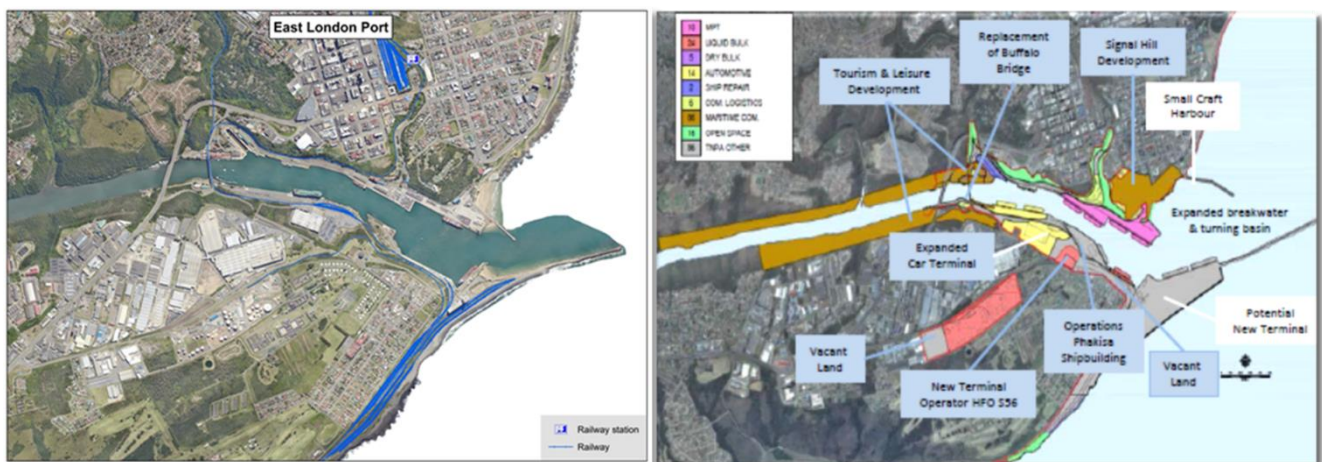 East London Port
Railway station
Railway
MPT
LIQUID BULK
DRY BULK
14
AUTOMOTIVE
SHIP REPAIR
COM. LOGISTICS
MARITIME COM.
OPEN SPACE
TNPA OTHER
Replacement
of Buffalo
Bridge
Signal Hill
Development
Tourism & Leisure
Development
Small Craft
Harbour
Expanded breakwater
& turning basin
Expanded
Car Terminal
Potential
New Terminal
Operations
Phakisa
Shipbuilding
Vacant
Land
Vacant
Land
New Terminal
Operator HFO S56